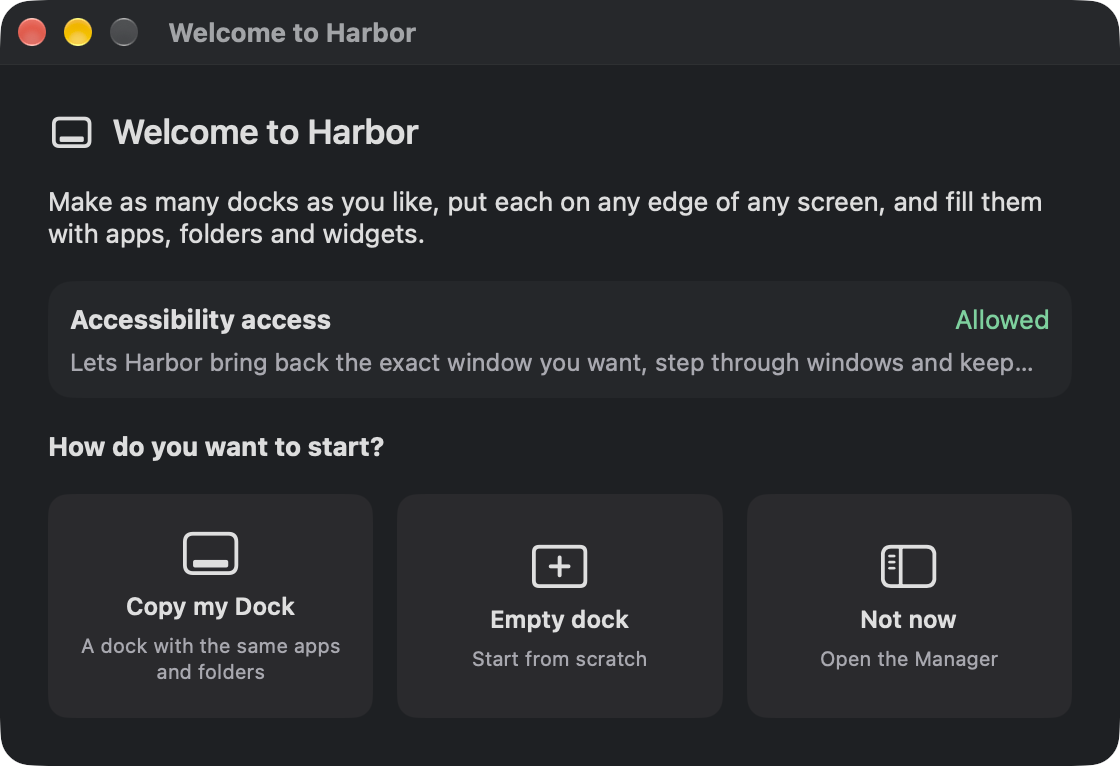 Welcome to Harbor
Welcome to Harbor
Make as many docks as you like, put each on any edge of any screen, and fill them
with apps, folders and widgets.
Accessibility access
Allowed
Lets Harbor bring back the exact window you want, step through windows and keep...
How do you want to start?
Copy my Dock
A dock with the same apps
and folders
Empty dock
Start from scratch
Not now
Open the Manager